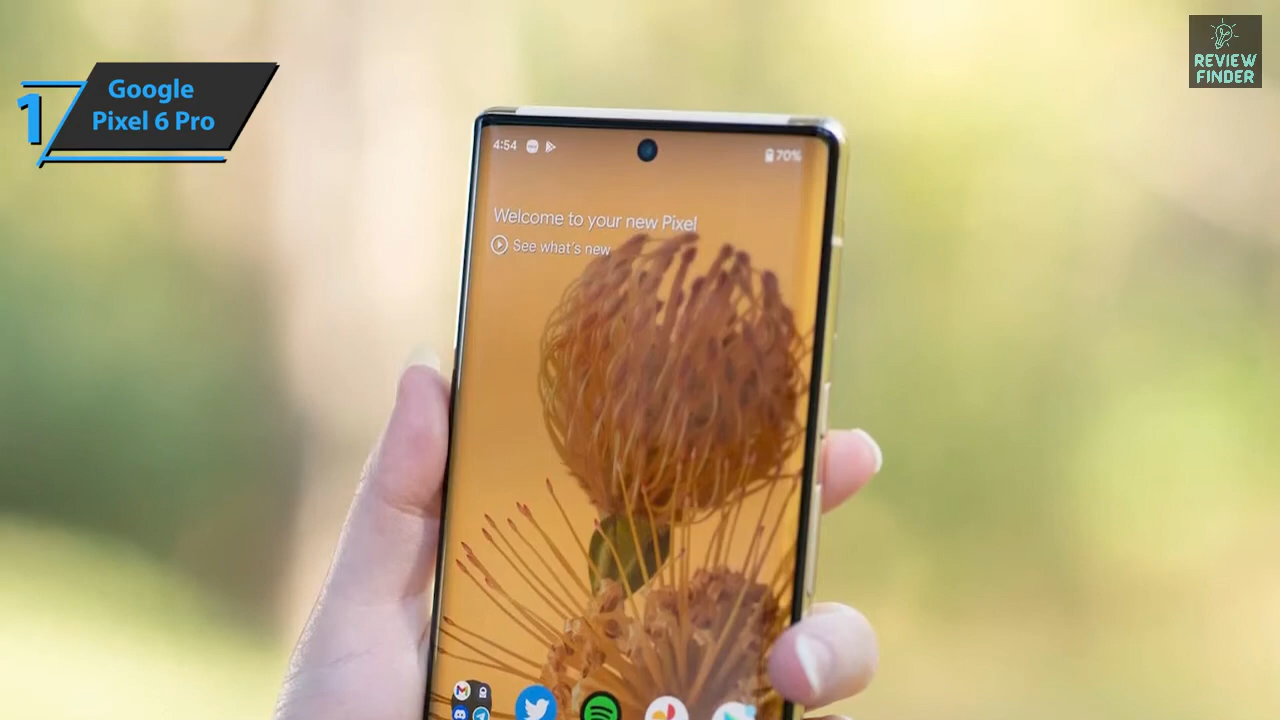 1
Google
Pixel 6 Pro
REVIEW
FINDER
4:54
70%
Welcome to your new Pixel
See what's new